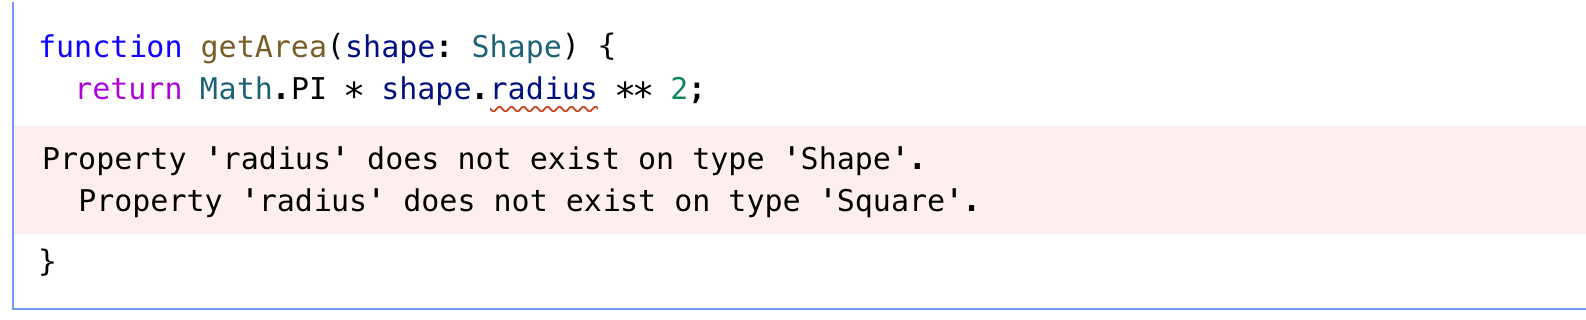 function getArea(shape: Shape) {
  return Math.PI * shape.radius ** 2;
Property 'radius' does not exist on type 'Shape'.
  Property 'radius' does not exist on type 'Square'.
}